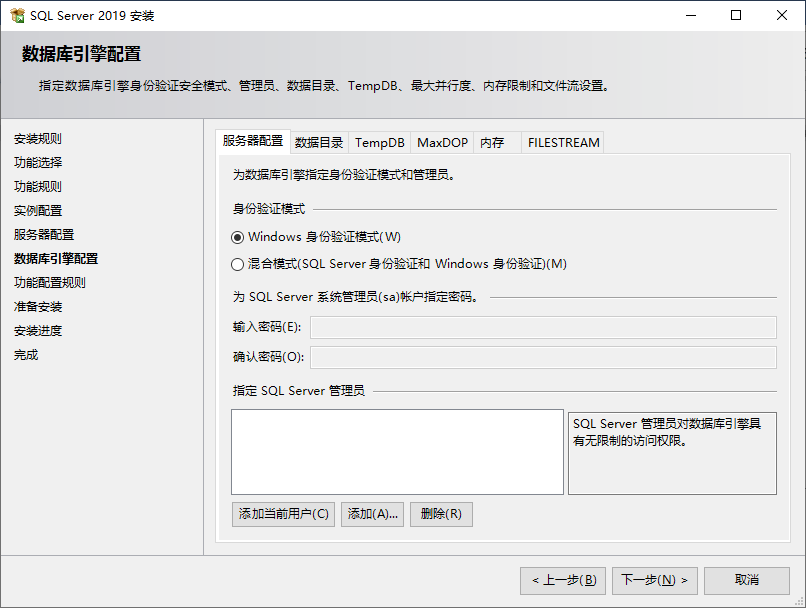 SQL Server 2019 安装
数据库引擎配置
指定数据库引擎身份验证安全模式、管理员、数据目录、TempDB、最大并行度、内存限制和文件流设置。
安装规则
功能选择
功能规则
实例配置
服务器配置
数据库引擎配置
功能配置规则
准备安装
安装进度
完成
服务器配置 数据目录 TempDB MaxDOP 内存 FILESTREAM
为数据库引擎指定身份验证模式和管理员。
身份验证模式
Windows 身份验证模式(W)
混合模式(SQL Server 身份验证和 Windows 身份验证)(M)
为 SQL Server 系统管理员(sa)帐户指定密码。
输入密码(E):
确认密码(O):
指定 SQL Server 管理员
SQL Server 管理员对数据库引擎具
有无限制的访问权限。
添加当前用户(C) 添加(A)... 删除(R)
< 上一步(B) 下一步(N) > 取消